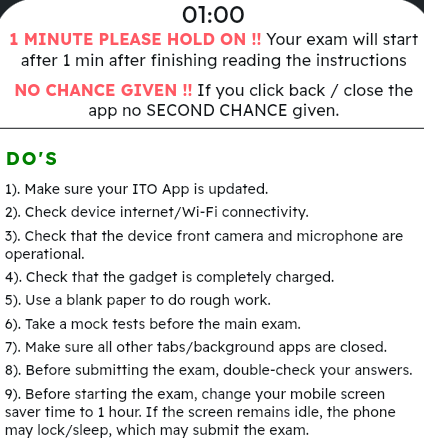 01:00
1 MINUTE PLEASE HOLD ON !! Your exam will start
after 1 min after finishing reading the instructions
NO CHANCE GIVEN !! If you click back / close the
app no SECOND CHANCE given.
DO'S
1). Make sure your ITO App is updated.
2). Check device internet/Wi-Fi connectivity.
3). Check that the device front camera and microphone are
operational.
4). Check that the gadget is completely charged.
5). Use a blank paper to do rough work.
6). Take a mock tests before the main exam.
7). Make sure all other tabs/background apps are closed.
8). Before submitting the exam, double-check your answers.
9). Before starting the exam, change your mobile screen
saver time to 1 hour. If the screen remains idle, the phone
may lock/sleep, which may submit the exam.